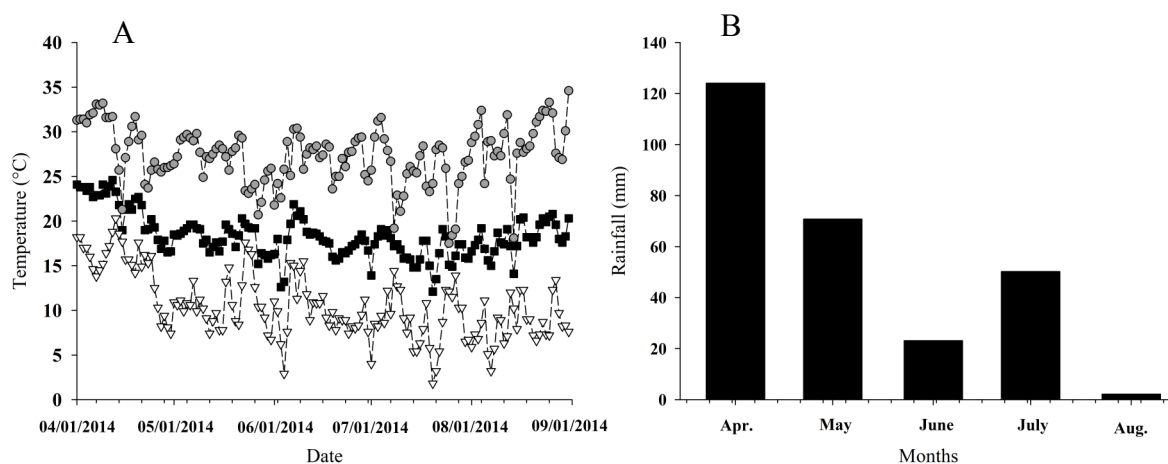 A
B
Temperature (°C)
40
35
30
25
20
15
10
5
0
04/01/2014 05/01/2014 06/01/2014 07/01/2014 08/01/2014 09/01/2014
Date
Rainfall (mm)
140
120
100
80
60
40
20
0
Apr. May June July Aug.
Months